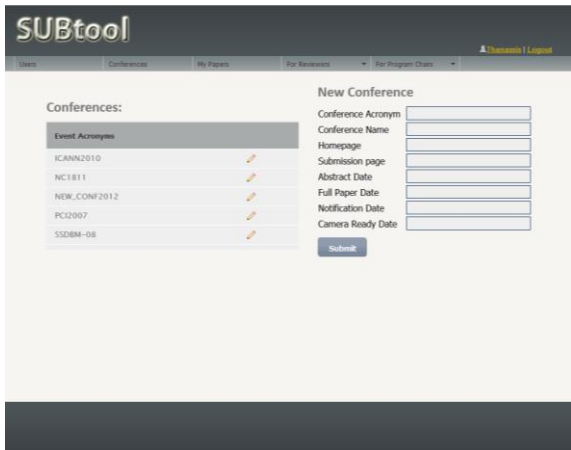 SUBtool
Thanassis | Logout
Users Conferences My Papers For Reviewers For Program Chairs
Conferences:
Event Acronyms
ICANN2010
NC1811
NEW_CONF2012
PCI2007
SSDBM-08
New Conference
Conference Acronym
Conference Name
Homepage
Submission page
Abstract Date
Full Paper Date
Notification Date
Camera Ready Date
Submit